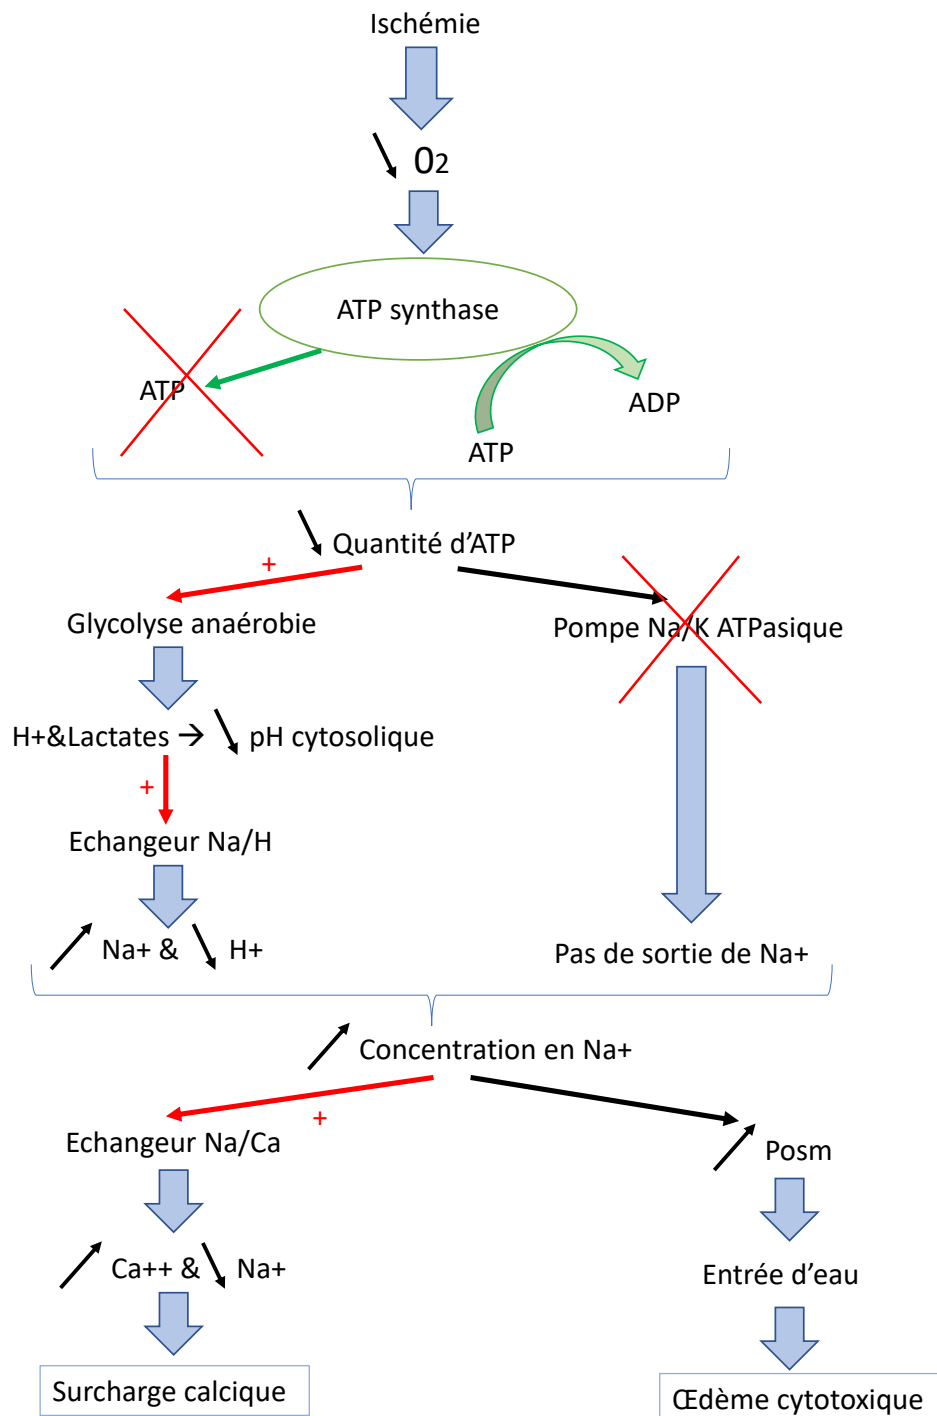 Ischémie
02
ATP synthase
ATP
ADP
ATP
Quantité d'ATP
+
Glycolyse anaérobie
Pompe Na/K ATPasique
H+&Lactates → pH cytosolique
+
Echangeur Na/H
Na+ & H+
Pas de sortie de Na+
Concentration en Na+
+
Echangeur Na/Ca
Posm
Ca++ & Na+
Entrée d'eau
Surcharge calcique
Œdème cytotoxique